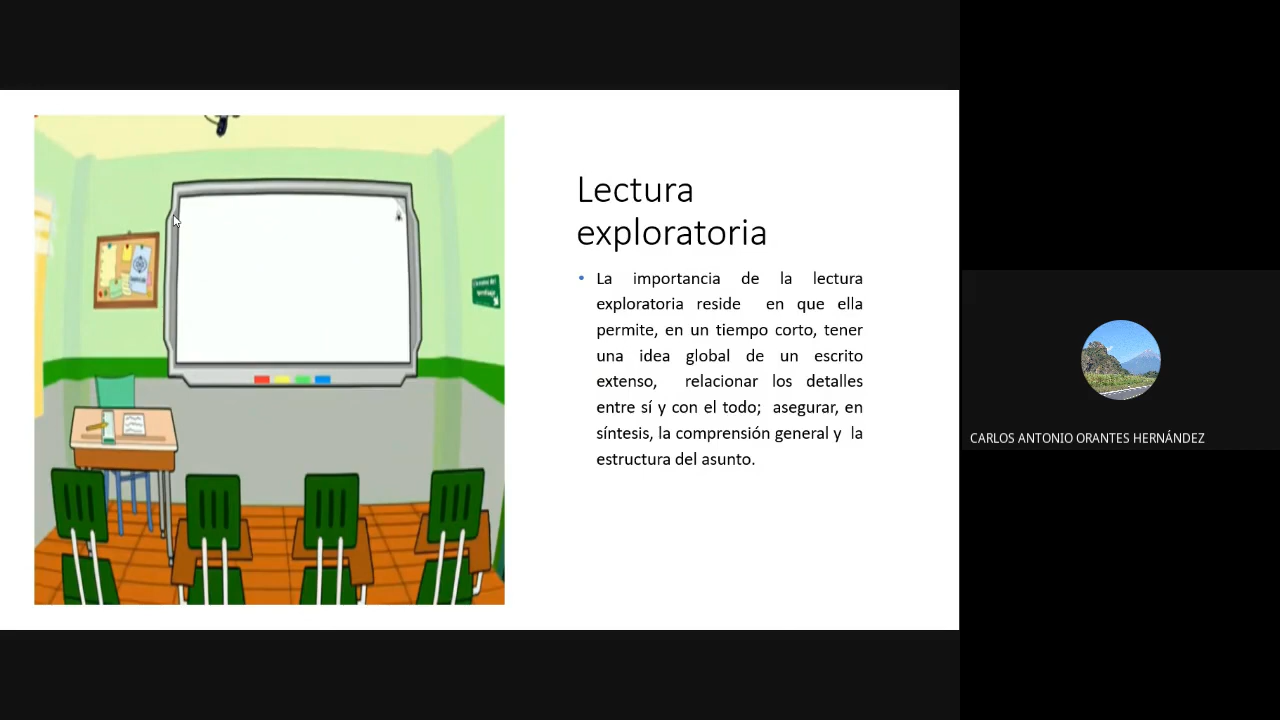 Lectura
exploratoria
• La importancia de la lectura
exploratoria reside en que ella
permite, en un tiempo corto, tener
una idea global de un escrito
extenso, relacionar los detalles
entre sí y con el todo; asegurar, en
síntesis, la comprensión general y la
estructura del asunto.
CARLOS ANTONIO ORANTES HERNÁNDEZ